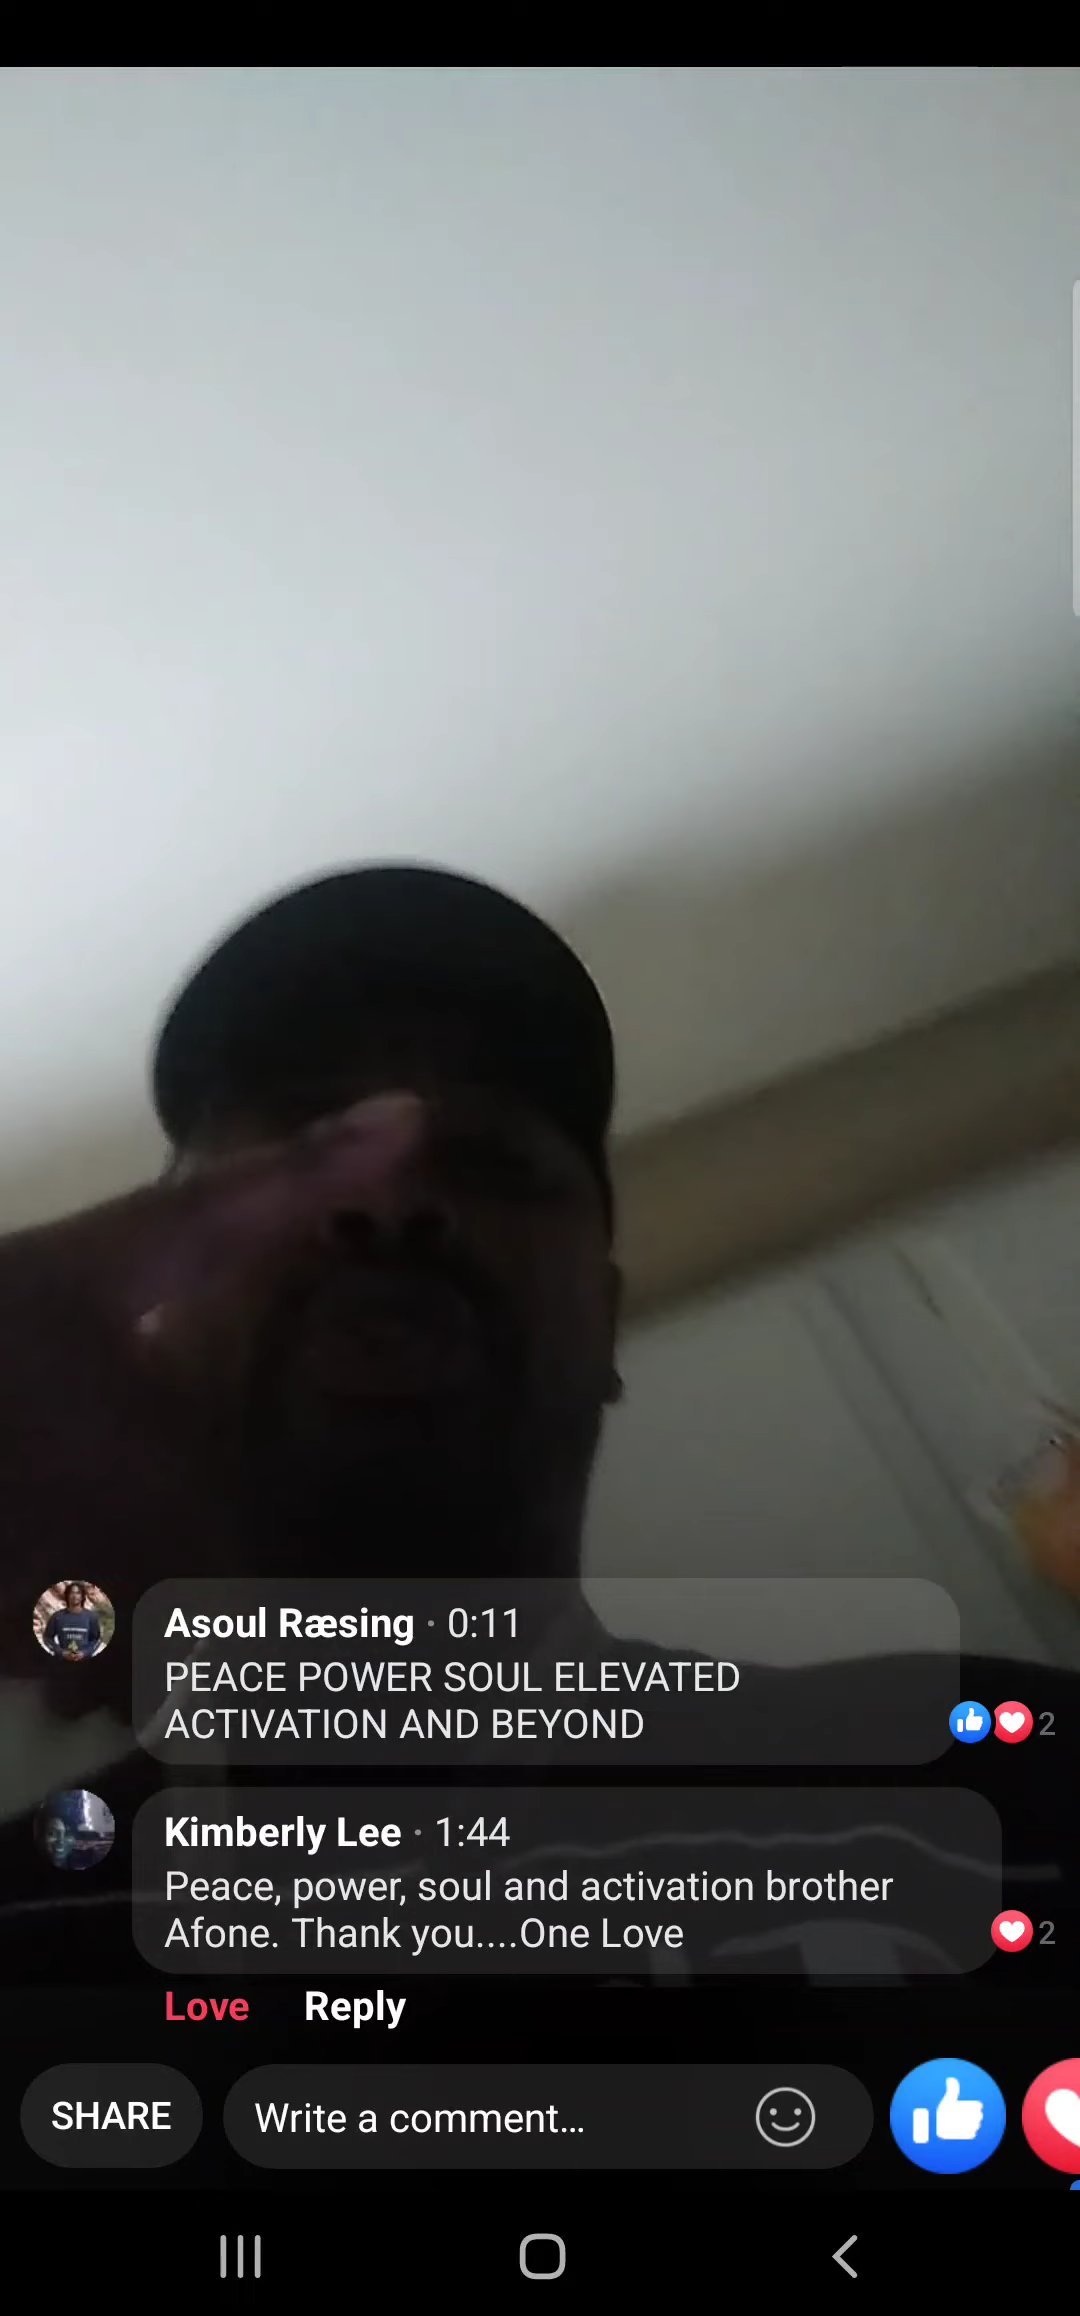 Asoul Ræsing · 0:11
PEACE POWER SOUL ELEVATED
ACTIVATION AND BEYOND
2
Kimberly Lee · 1:44
Peace, power, soul and activation brother
Afone. Thank you....One Love
2
Love Reply
SHARE Write a comment...